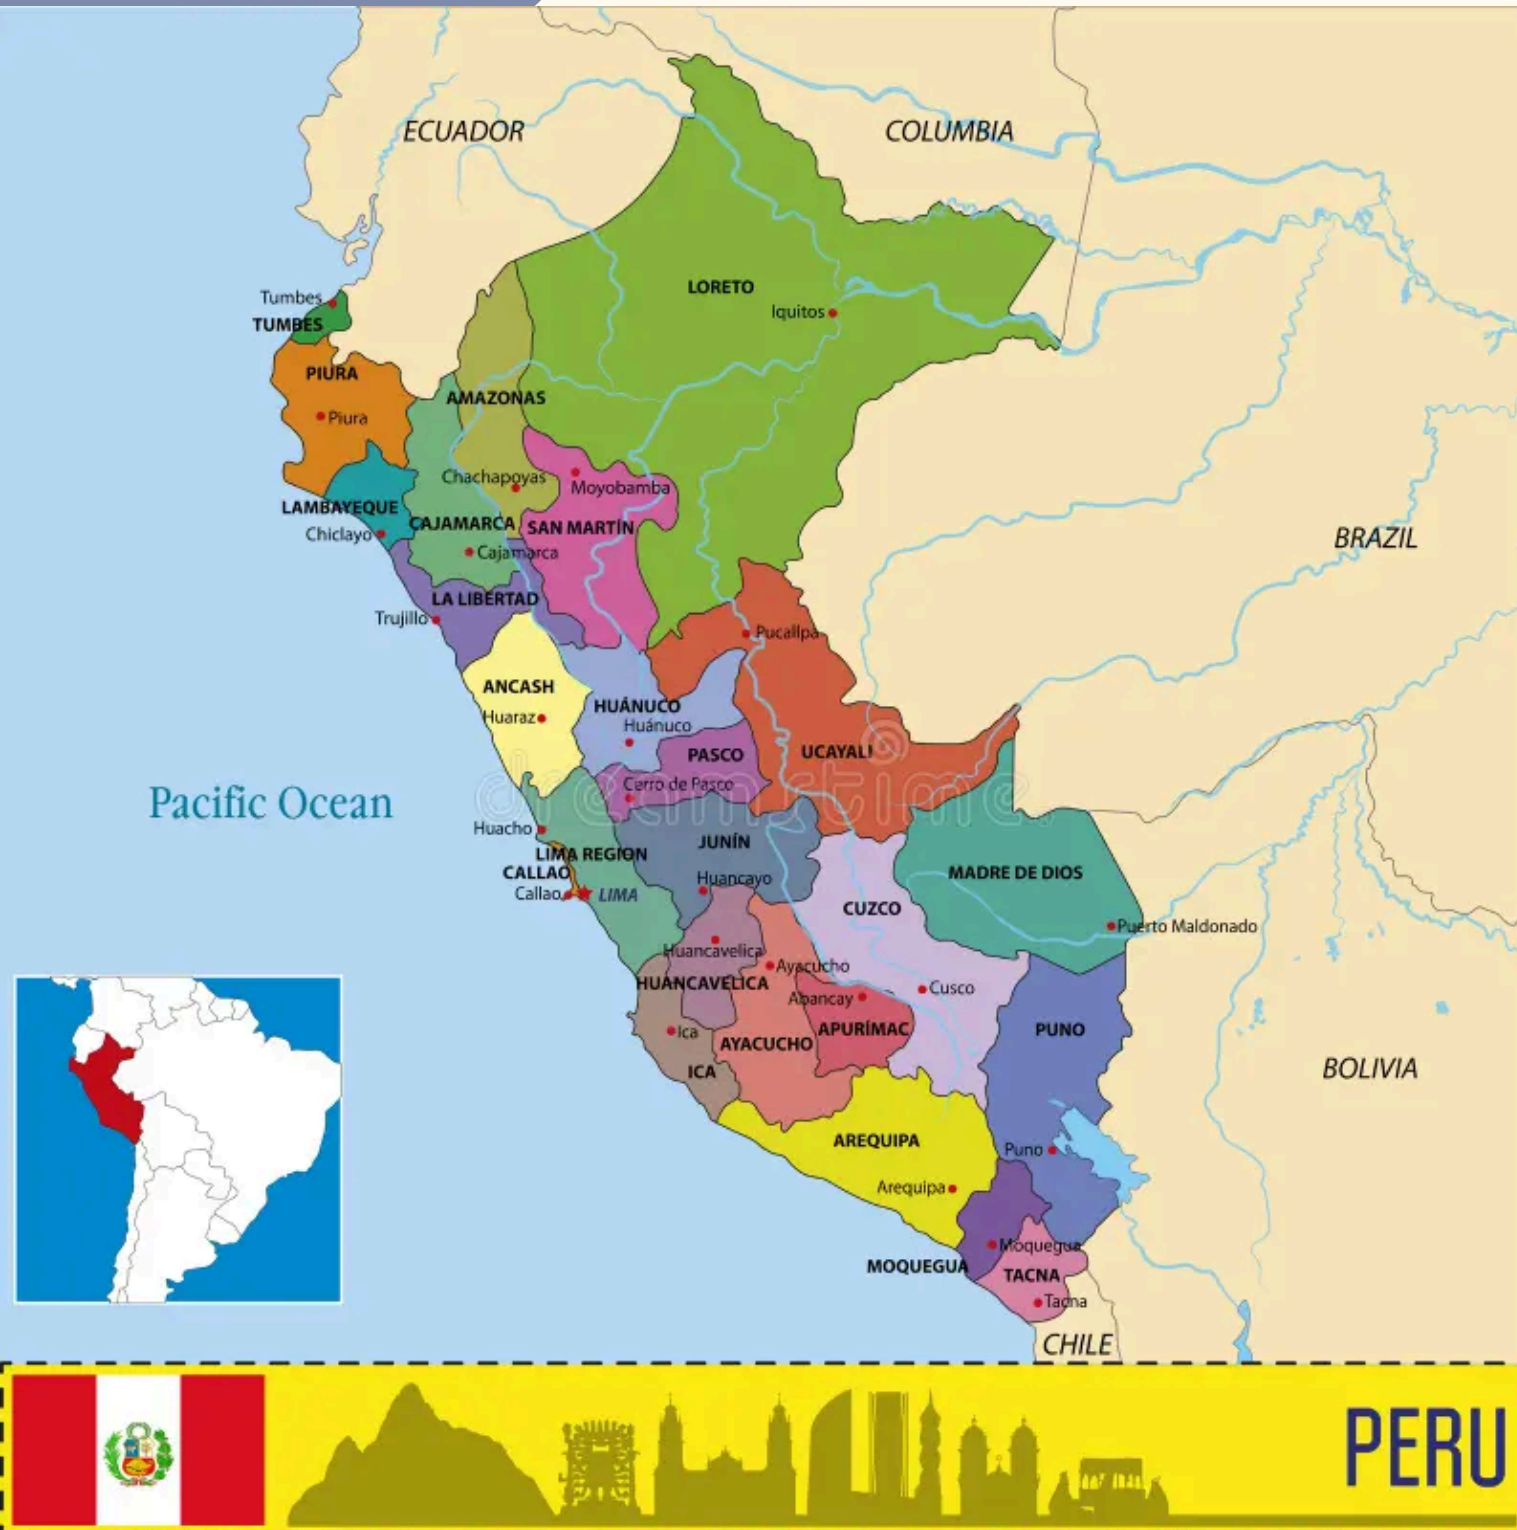 ECUADOR
COLUMBIA
LORETO
Iquitos
Tumbes
TUMBES
PIURA
Piura
AMAZONAS
Chachapoyas
Moyobamba
LAMBAYEQUE
Chiclayo
CAJAMARCA
SAN MARTÍN
Cajamarca
BRAZIL
LA LIBERTAD
Trujillo
Pucallpa
ANCASH
Huaraz
HUÁNUCO
Huánuco
PASCO
UCAYALI
Cerro de Pasco
dreamstime.
Pacific Ocean
Huacho
LIMA REGION
JUNÍN
CALLAO
Callao
LIMA
Huancayo
MADRE DE DIOS
CUZCO
Puerto Maldonado
Huancavelica
Ayacucho
HUANCAVELICA
Abancay
Cusco
Ica
APURÍMAC
PUNO
AYACUCHO
ICA
BOLIVIA
AREQUIPA
Puno
Arequipa
Moquegua
MOQUEGUA
TACNA
Tacna
CHILE
PERU